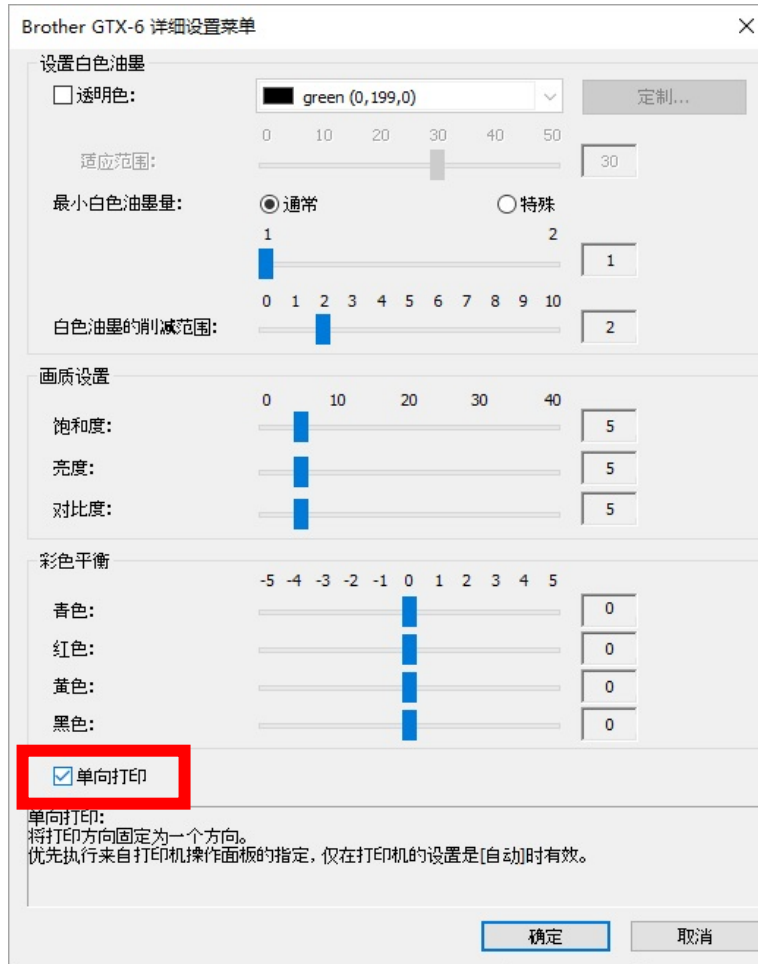 Brother GTX-6 详细设置菜单
设置白色油墨
透明色: green (0,199,0) 定制...
0 10 20 30 40 50
适应范围: 30
最小白色油墨量: 通常 特殊
1 2
1
0 1 2 3 4 5 6 7 8 9 10
白色油墨的削减范围: 2
画质设置
0 10 20 30 40
饱和度: 5
亮度: 5
对比度: 5
彩色平衡
-5 -4 -3 -2 -1 0 1 2 3 4 5
青色: 0
红色: 0
黄色: 0
黑色: 0
单向打印
单向打印:
将打印方向固定为一个方向。
优先执行来自打印机操作面板的指定, 仅在打印机的设置是[自动]时有效。
确定 取消